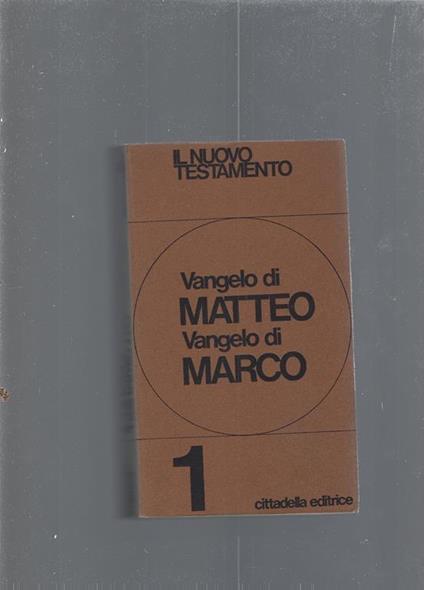 IL NUOVO
TESTAMENTO
Vangelo di
MATTEO
Vangelo di
MARCO
1
cittadella editrice